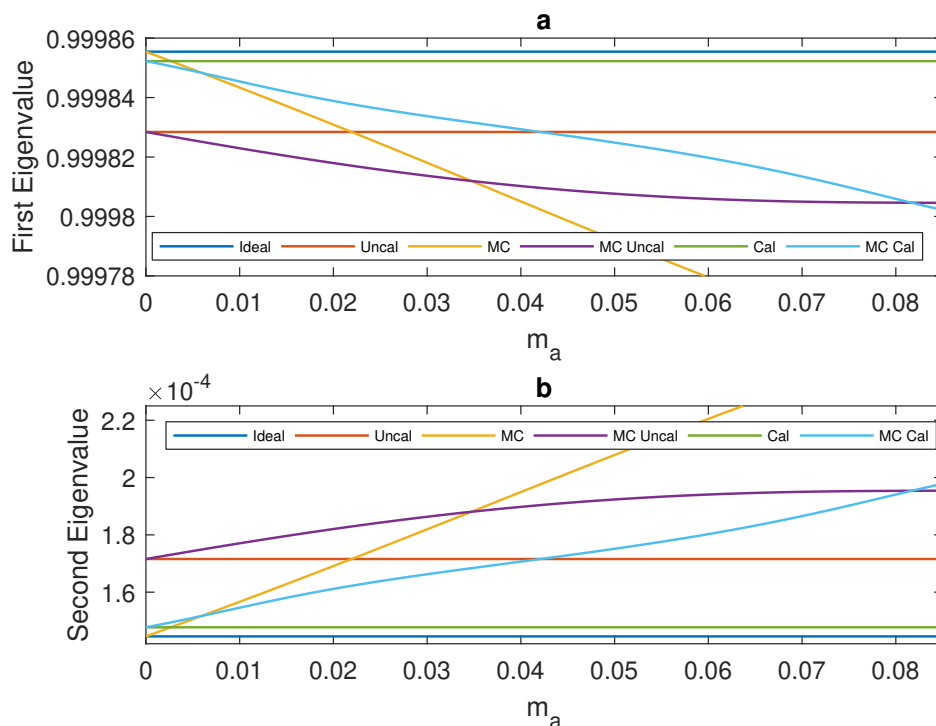 a
0.99986
0.99984
0.99982
0.9998
0.99978
First Eigenvalue
Ideal Uncal MC MC Uncal Cal MC Cal
0 0.01 0.02 0.03 0.04 0.05 0.06 0.07 0.08
m_a
b
×10^-4
2.2
2
1.8
1.6
Second Eigenvalue
Ideal Uncal MC MC Uncal Cal MC Cal
0 0.01 0.02 0.03 0.04 0.05 0.06 0.07 0.08
m_a